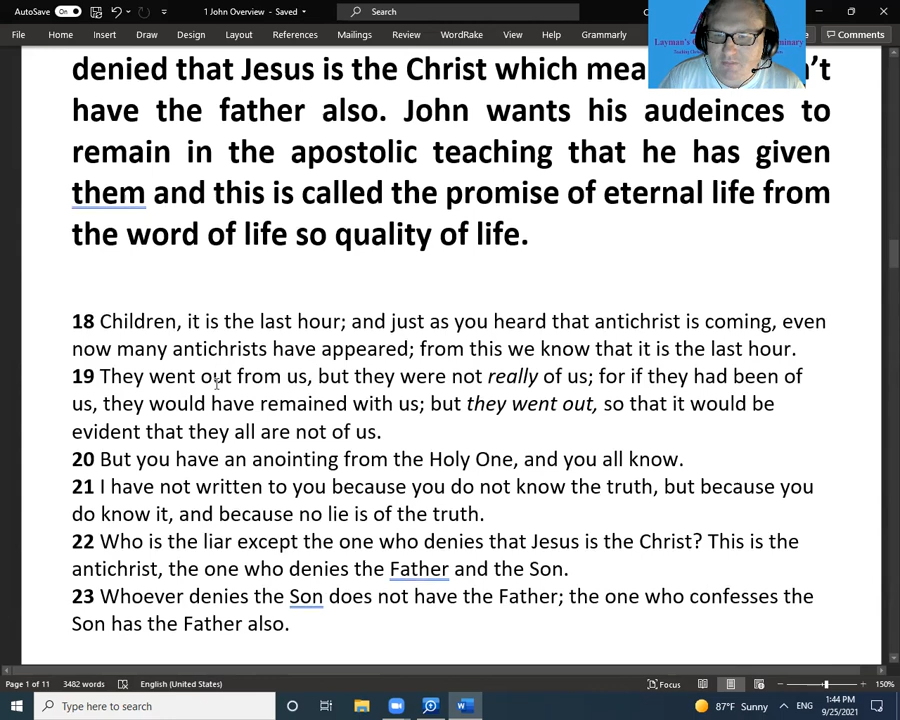 AutoSave On 1 John Overview - Saved Search
File Home Insert Draw Design Layout References Mailings Review WordRake View Help Grammarly Comments
Layman's
denied that Jesus is the Christ which
have the father also. John wants his audeinces to
remain in the apostolic teaching that he has given
them and this is called the promise of eternal life from
the word of life so quality of life.
18 Children, it is the last hour; and just as you heard that antichrist is coming, even
now many antichrists have appeared; from this we know that it is the last hour.
19 They went out from us, but they were not really of us; for if they had been of
us, they would have remained with us; but they went out, so that it would be
evident that they all are not of us.
20 But you have an anointing from the Holy One, and you all know.
21 I have not written to you because you do not know the truth, but because you
do know it, and because no lie is of the truth.
22 Who is the liar except the one who denies that Jesus is the Christ? This is the
antichrist, the one who denies the Father and the Son.
23 Whoever denies the Son does not have the Father; the one who confesses the
Son has the Father also.
Page 1 of 11 3482 words English (United States) Focus 150%
Type here to search 87°F Sunny ENG 1:44 PM
9/25/2021